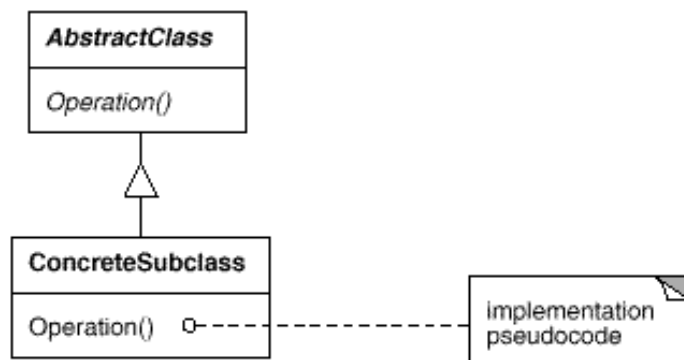 AbstractClass
Operation()
ConcreteSubclass
Operation()
implementation
pseudocode